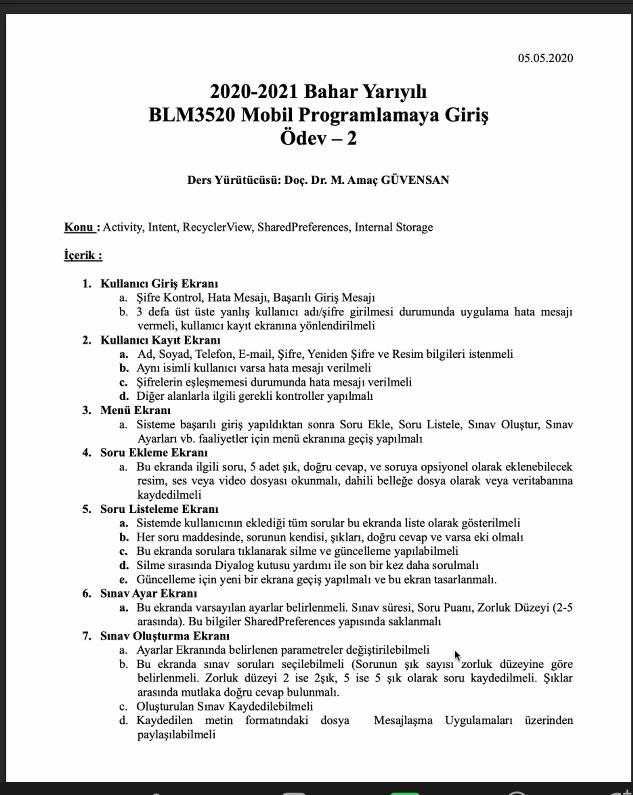 05.05.2020
2020-2021 Bahar Yarıyılı
BLM3520 Mobil Programlamaya Giriş
Ödev – 2
Ders Yürütücüsü: Doç. Dr. M. Amaç GÜVENSAN
Konu : Activity, Intent, RecyclerView, SharedPreferences, Internal Storage
İçerik :
1. Kullanıcı Giriş Ekranı
a. Şifre Kontrol, Hata Mesajı, Başarılı Giriş Mesajı
b. 3 defa üst üste yanlış kullanıcı adı/şifre girilmesi durumunda uygulama hata mesajı
vermeli, kullanıcı kayıt ekranına yönlendirilmeli
2. Kullanıcı Kayıt Ekranı
a. Ad, Soyad, Telefon, E-mail, Şifre, Yeniden Şifre ve Resim bilgileri istenmeli
b. Aynı isimli kullanıcı varsa hata mesajı verilmeli
c. Şifrelerin eşleşmemesi durumunda hata mesajı verilmeli
d. Diğer alanlarla ilgili gerekli kontroller yapılmalı
3. Menü Ekranı
a. Sisteme başarılı giriş yapıldıktan sonra Soru Ekle, Soru Listele, Sınav Oluştur, Sınav
Ayarları vb. faaliyetler için menü ekranına geçiş yapılmalı
4. Soru Ekleme Ekranı
a. Bu ekranda ilgili soru, 5 adet şık, doğru cevap, ve soruya opsiyonel olarak eklenebilecek
resim, ses veya video dosyası okunmalı, dahili belleğe dosya olarak veya veritabanına
kaydedilmeli
5. Soru Listeleme Ekranı
a. Sistemde kullanıcının eklediği tüm sorular bu ekranda liste olarak gösterilmeli
b. Her soru maddesinde, sorunun kendisi, şıkları, doğru cevap ve varsa eki olmalı
c. Bu ekranda sorulara tıklanarak silme ve güncelleme yapılabilmeli
d. Silme sırasında Diyalog kutusu yardımı ile son bir kez daha sorulmalı
e. Güncelleme için yeni bir ekrana geçiş yapılmalı ve bu ekran tasarlanmalı.
6. Sınav Ayar Ekranı
a. Bu ekranda varsayılan ayarlar belirlenmeli. Sınav süresi, Soru Puanı, Zorluk Düzeyi (2-5
arasında). Bu bilgiler SharedPreferences yapısında saklanmalı
7. Sınav Oluşturma Ekranı
a. Ayarlar Ekranında belirlenen parametreler değiştirilebilmeli
b. Bu ekranda sınav soruları seçilebilmeli (Sorunun şık sayısı zorluk düzeyine göre
belirlenmeli. Zorluk düzeyi 2 ise 2şık, 5 ise 5 şık olarak soru kaydedilmeli. Şıklar
arasında mutlaka doğru cevap bulunmalı.
c. Oluşturulan Sınav Kaydedilebilmeli
d. Kaydedilen metin formatındaki dosya Mesajlaşma Uygulamaları üzerinden
paylaşılabilmeli